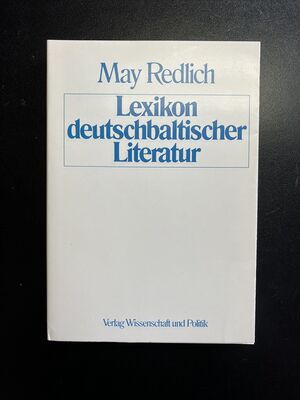 May Redlich
Lexikon
deutschbaltischer
Literatur
Verlag Wissenschaft und Politik